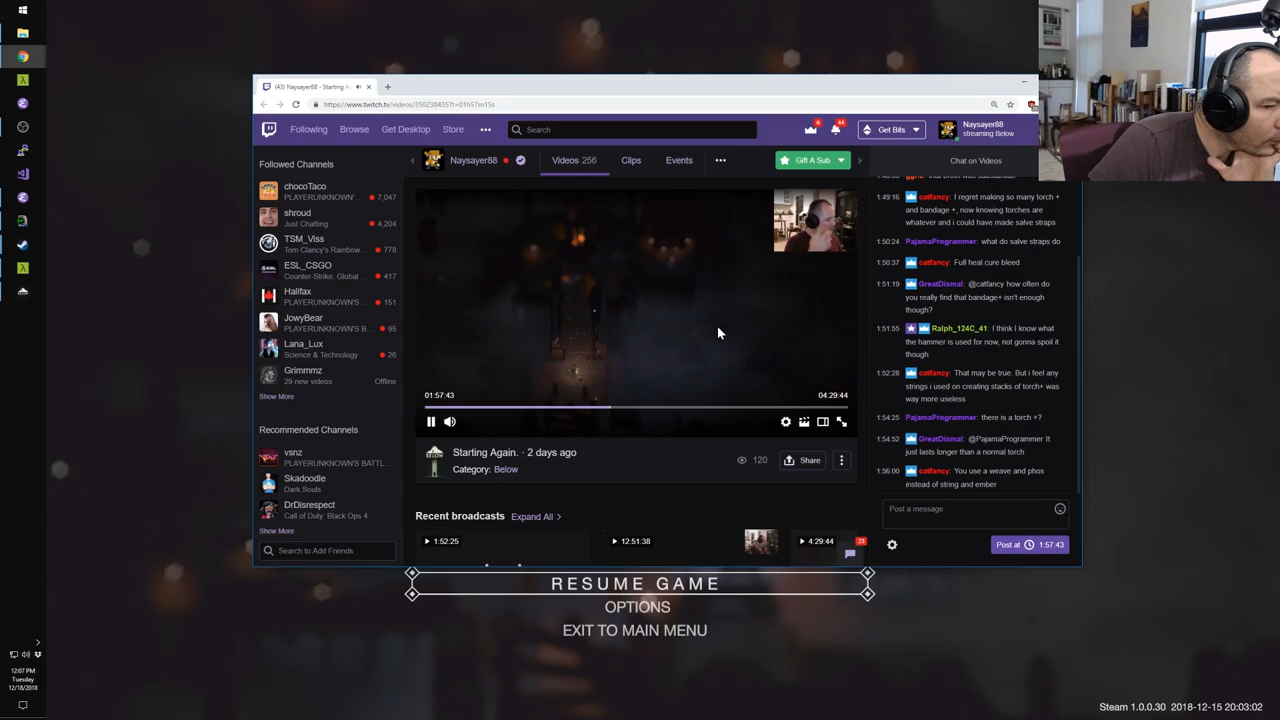 (43) Naysayer88 - Starting A
https://www.twitch.tv/videos/350238435?t=01h57m15s
Following
Browse
Get Desktop
Store
Search
6
44
Get Bits
Naysayer88
streaming Below
Followed Channels
chocoTaco
PLAYERUNKNOWN'... 7,047
shroud
Just Chatting 4,204
TSM_Viss
Tom Clancy's Rainbow ... 778
ESL_CSGO
Counter-Strike: Global ... 417
Halifax
PLAYERUNKNOWN'S ... 151
JowyBear
PLAYERUNKNOWN'S B... 95
Lana_Lux
Science & Technology 26
Grimmmz
29 new videos Offline
Show More
Recommended Channels
vsnz
PLAYERUNKNOWN'S BATTL...
Skadoodle
Dark Souls
DrDisrespect
Call of Duty: Black Ops 4
Show More
Search to Add Friends
Naysayer88
Videos 256
Clips
Events
Gift A Sub
01:57:43
04:29:44
BELOW
Starting Again. · 2 days ago
Category: Below
120
Share
Recent broadcasts Expand All
1:52:25
12:51:38
4:29:44
23
Chat on Videos
1:49:16 catfancy: I regret making so many torch +
and bandage +, now knowing torches are
whatever and i could have made salve straps
1:50:24 PajamaProgrammer: what do salve straps do
1:50:37 catfancy: Full heal cure bleed
1:51:19 GreatDismal: @catfancy how often do
you really find that bandage+ isn't enough
though?
1:51:55 Ralph_124C_41: I think I know what
the hammer is used for now, not gonna spoil it
though
1:52:28 catfancy: That may be true. But i feel any
strings i used on creating stacks of torch+ was
way more useless
1:54:25 PajamaProgrammer: there is a torch +?
1:54:52 GreatDismal: @PajamaProgrammer It
just lasts longer than a normal torch
1:56:00 catfancy: You use a weave and phos
instead of string and ember
Post a message
Post at 1:57:43
RESUME GAME
OPTIONS
EXIT TO MAIN MENU
12:07 PM
Tuesday
12/18/2018
Steam 1.0.0.30 2018-12-15 20:03:02